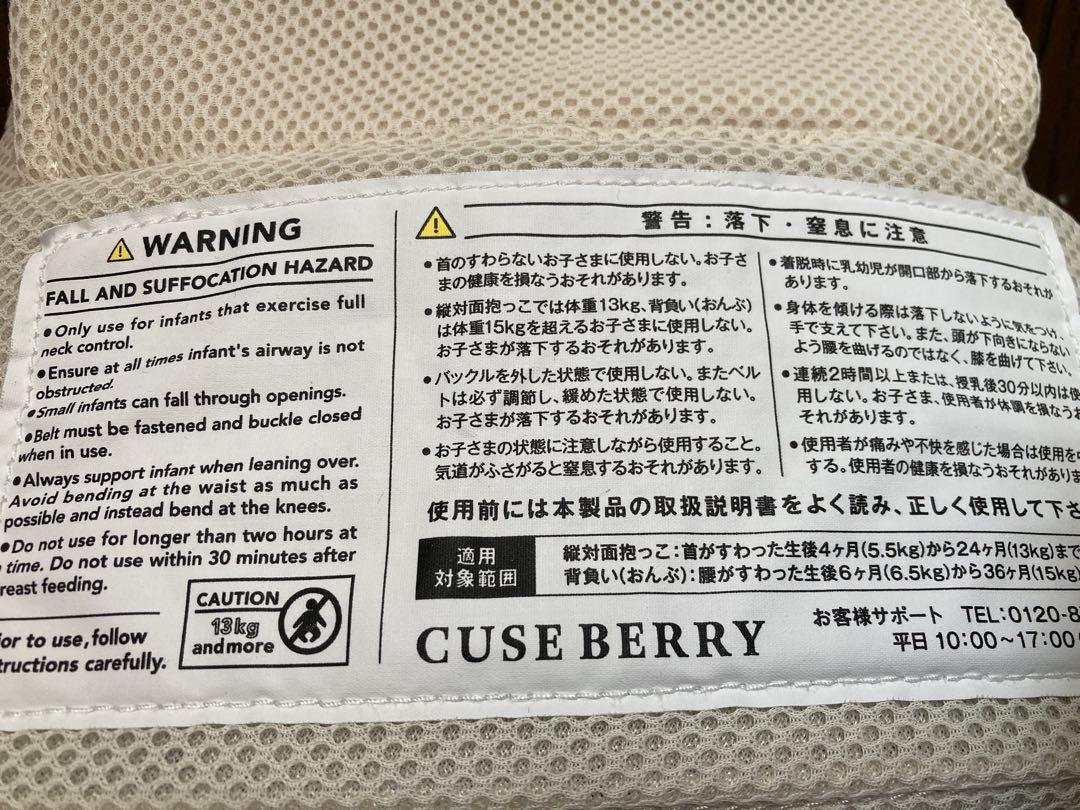 WARNING
FALL AND SUFFOCATION HAZARD
●Only use for infants that exercise full
neck control.
●Ensure at all times infant's airway is not
obstructed.
●Small infants can fall through openings.
●Belt must be fastened and buckle closed
when in use.
●Always support infant when leaning over.
Avoid bending at the waist as much as
possible and instead bend at the knees.
●Do not use for longer than two hours at
time. Do not use within 30 minutes after
feeding.
CAUTION
13kg
and more
to use, follow
carefully.
警告：落下・窒息に注意
●首のすわらないお子さまに使用しない。お子さ
まの健康を損なうおそれがあります。
●縦対面抱っこでは体重13kg、背負い(おんぶ)
は体重15kgを超えるお子さまに使用しない。
お子さまが落下するおそれがあります。
●バックルを外した状態で使用しない。またベル
トは必ず調節し、緩めた状態で使用しない。
お子さまが落下するおそれがあります。
●お子さまの状態に注意しながら使用すること。
気道がふさがると窒息するおそれがあります。
●着脱時に乳幼児が開口部から落下するおそれが
あります。
●身体を傾ける際は落下しないように気をつけ、
手で支えて下さい。また、頭が下向きにならない
よう腰を曲げるのではなく、膝を曲げて下さい。
●連続2時間以上または、授乳後30分以内は使
用しない。お子さま、使用者が体調を損なうお
それがあります。
●使用者が痛みや不快を感じた場合は使用を
する。使用者の健康を損なうおそれがありま
使用前には本製品の取扱説明書をよく読み、正しく使用して下さ
適用
対象範囲
縦対面抱っこ：首がすわった生後4ヶ月(5.5kg)から24ヶ月(13kg)まで
背負い(おんぶ)：腰がすわった生後6ヶ月(6.5kg)から36ヶ月(15kg)
CUSE BERRY
お客様サポート TEL:0120-8
平日 10:00～17:00